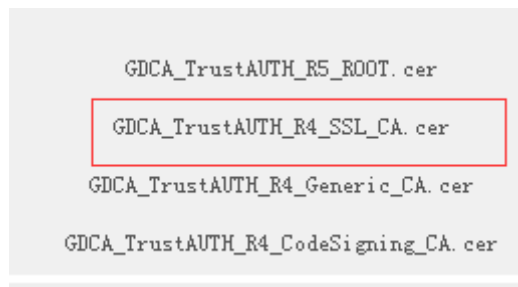 GDCA_TrustAUTH_R5_ROOT.cer
GDCA_TrustAUTH_R4_SSL_CA.cer
GDCA_TrustAUTH_R4_Generic_CA.cer
GDCA_TrustAUTH_R4_CodeSigning_CA.cer